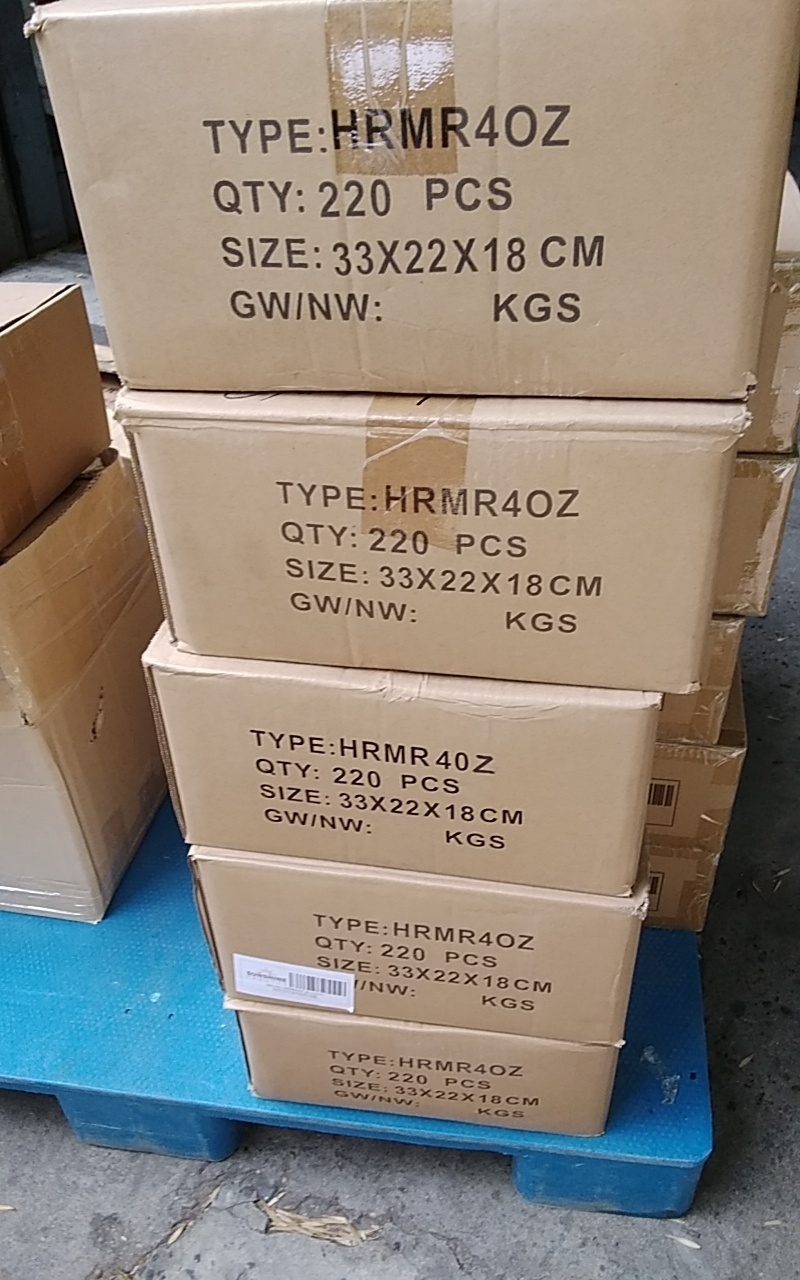 TYPE:HRMR4OZ
QTY: 220 PCS
SIZE: 33X22X18 CM
GW/NW: KGS
TYPE:HRMR4OZ
QTY: 220 PCS
SIZE: 33X22X18CM
GW/NW: KGS
TYPE:HRMR4OZ
QTY: 220 PCS
SIZE: 33X22X18CM
GW/NW: KGS
TYPE:HRMR4OZ
QTY: 220 PCS
SIZE: 33X22X18CM
/NW: KGS
TYPE:HRMR4OZ
QTY: 220 PCS
SIZE: 33X22X18CM
GW/NW: KGS